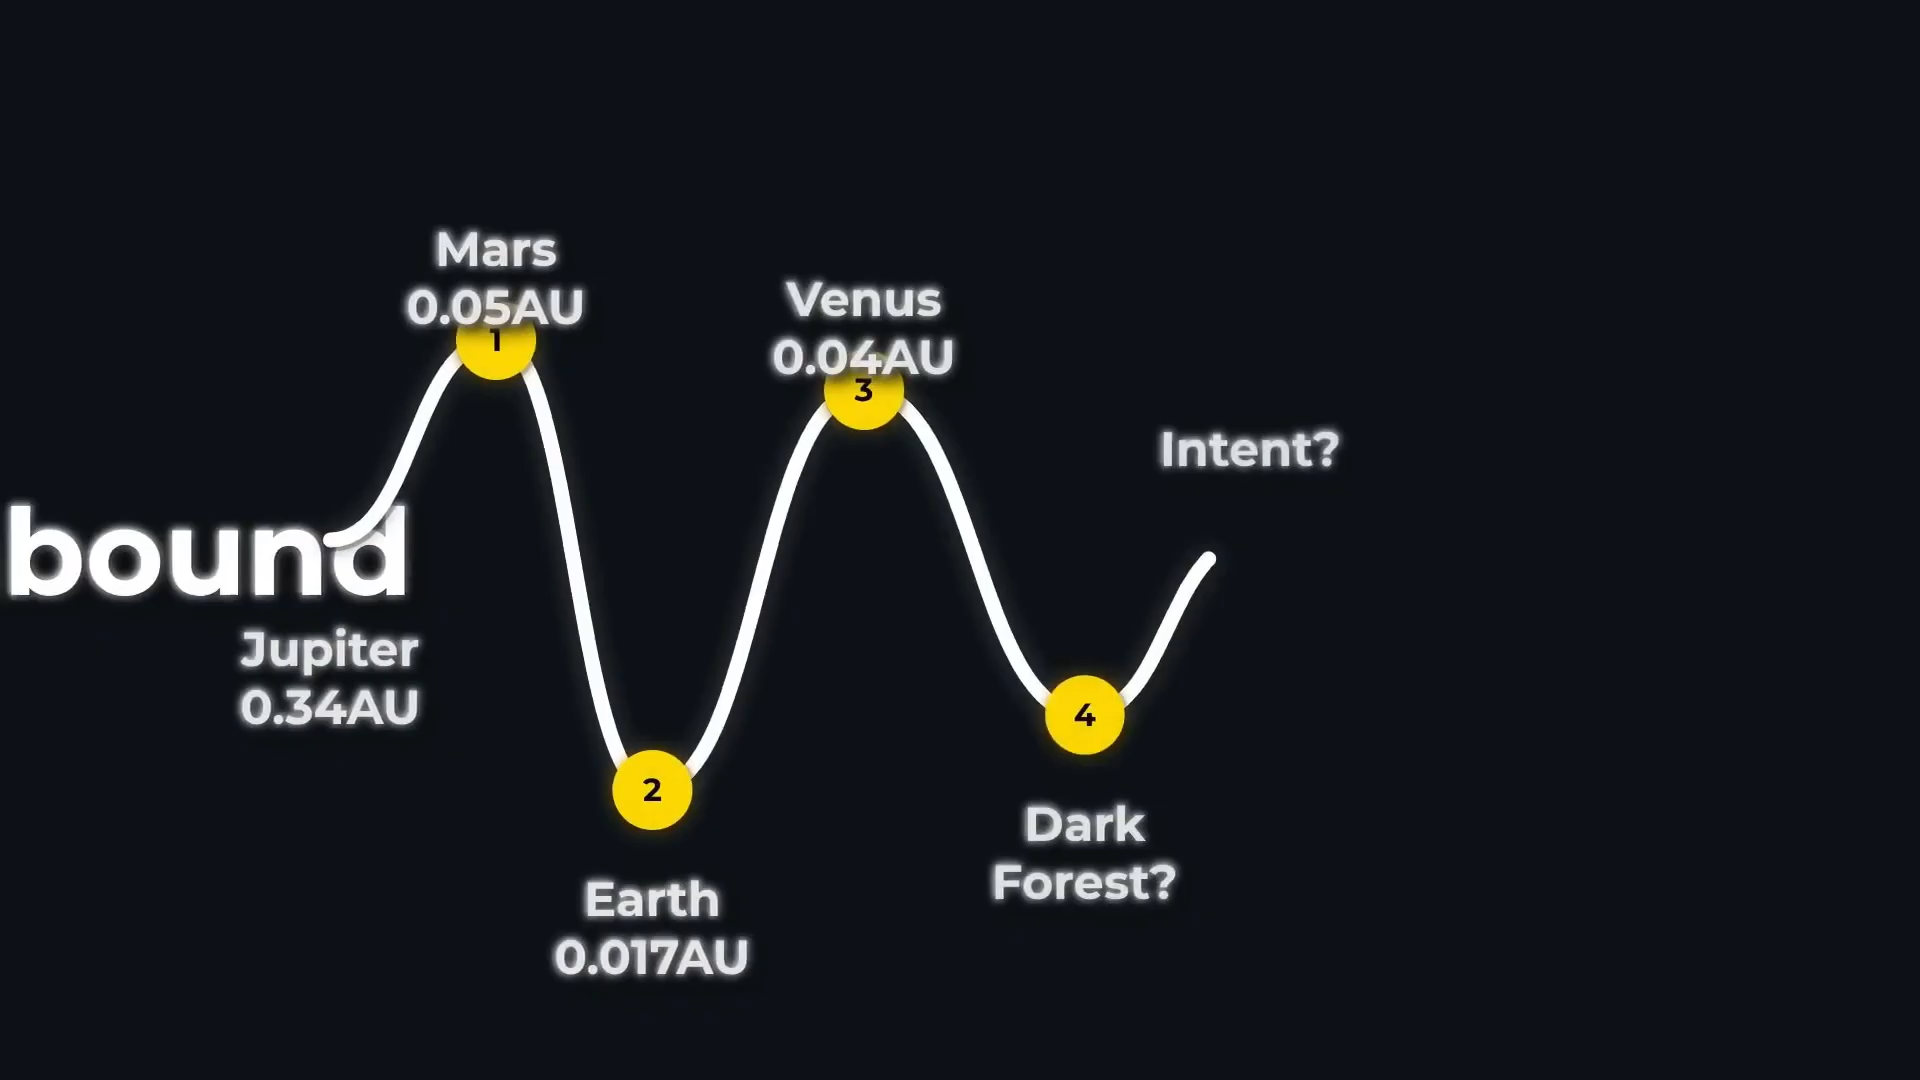 bound
Jupiter
0.34AU
Mars
0.05AU
1
2
Earth
0.017AU
Venus
0.04AU
3
4
Dark
Forest?
Intent?